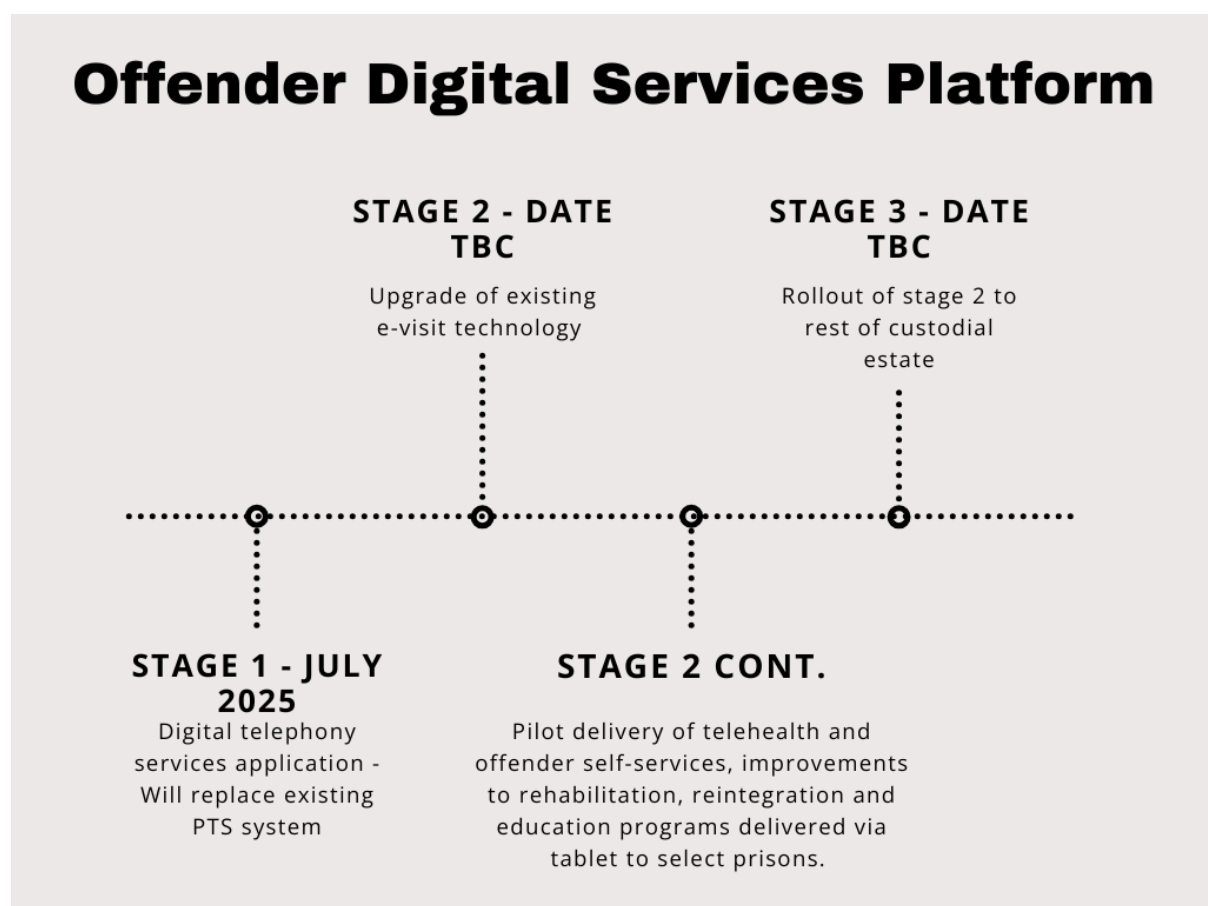 Offender Digital Services Platform
STAGE 2 - DATE
TBC
Upgrade of existing
e-visit technology
STAGE 3 - DATE
TBC
Rollout of stage 2 to
rest of custodial
estate
STAGE 1 - JULY
2025
Digital telephony
services application -
Will replace existing
PTS system
STAGE 2 CONT.
Pilot delivery of telehealth and
offender self-services, improvements
to rehabilitation, reintegration and
education programs delivered via
tablet to select prisons.